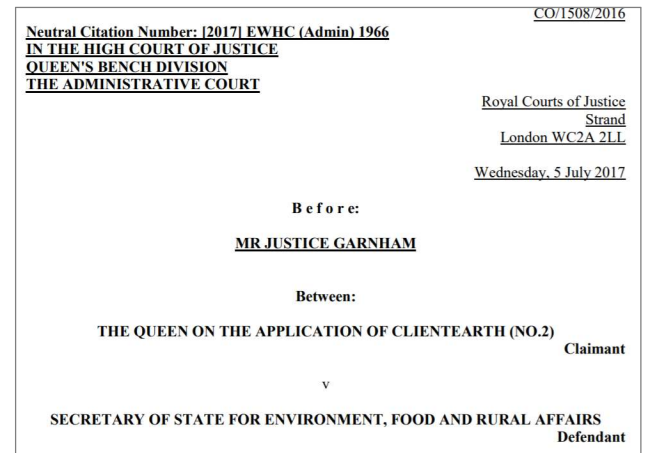 CO/1508/2016
Neutral Citation Number: [2017] EWHC (Admin) 1966
IN THE HIGH COURT OF JUSTICE
QUEEN'S BENCH DIVISION
THE ADMINISTRATIVE COURT
Royal Courts of Justice
Strand
London WC2A 2LL
Wednesday, 5 July 2017
B e f o r e:
MR JUSTICE GARNHAM
Between:
THE QUEEN ON THE APPLICATION OF CLIENTEARTH (NO.2)
Claimant
v
SECRETARY OF STATE FOR ENVIRONMENT, FOOD AND RURAL AFFAIRS
Defendant